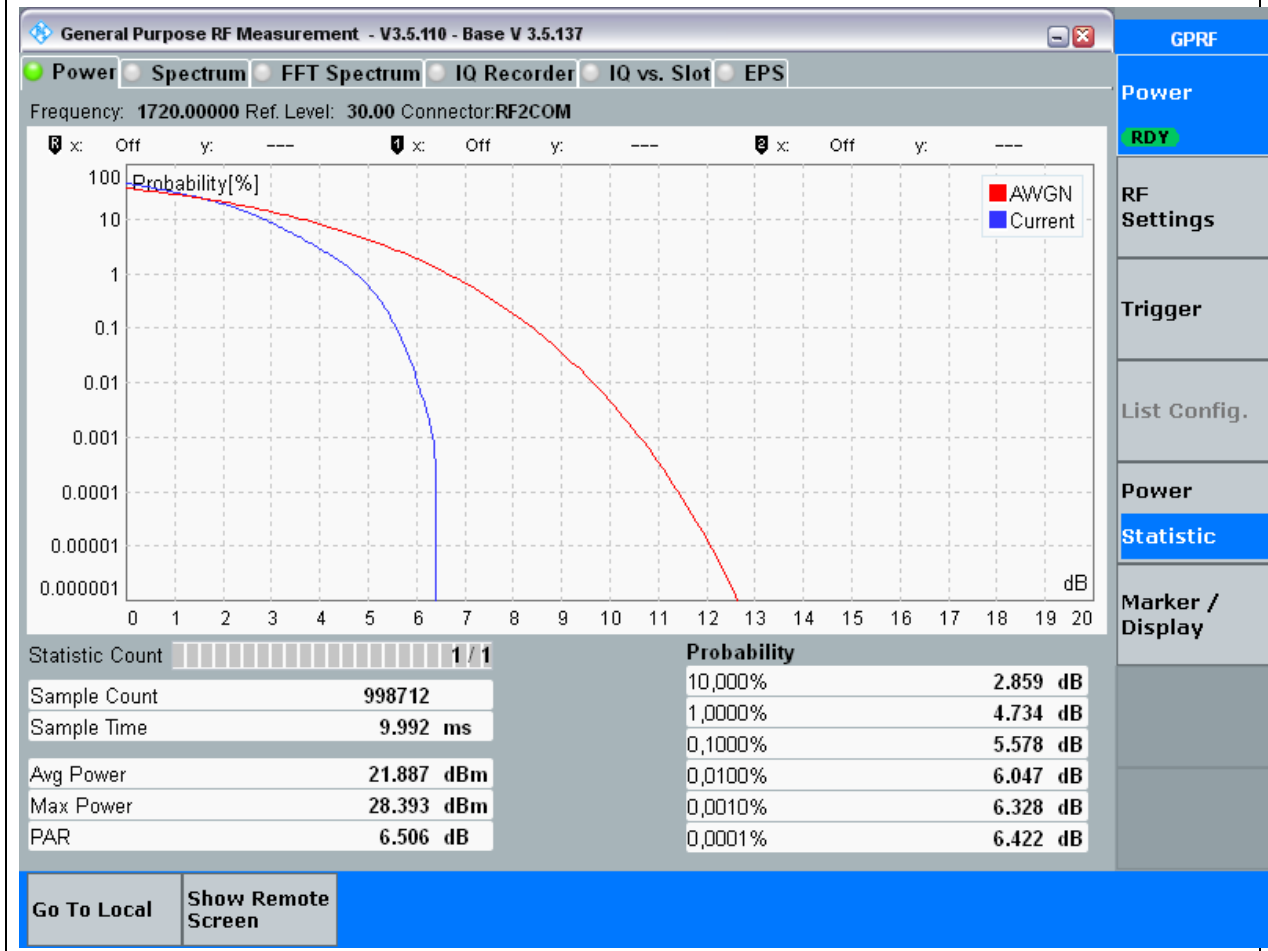 General Purpose RF Measurement - V3.5.110 - Base V 3.5.137
GPRF
Power Spectrum FFT Spectrum IQ Recorder IQ vs. Slot EPS
Frequency: 1720.00000 Ref. Level: 30.00 Connector:RF2COM
R x: Off y: --- 1 x: Off y: --- 2 x: Off y: ---
Probability[%]
AWGN
Current
100
10
1
0.1
0.01
0.001
0.0001
0.00001
0.000001
dB
0 1 2 3 4 5 6 7 8 9 10 11 12 13 14 15 16 17 18 19 20
Statistic Count 1 / 1
Sample Count 998712
Sample Time 9.992 ms
Avg Power 21.887 dBm
Max Power 28.393 dBm
PAR 6.506 dB
Probability
10,000% 2.859 dB
1,0000% 4.734 dB
0,1000% 5.578 dB
0,0100% 6.047 dB
0,0010% 6.328 dB
0,0001% 6.422 dB
Power
RDY
RF
Settings
Trigger
List Config.
Power
Statistic
Marker /
Display
Go To Local
Show Remote
Screen